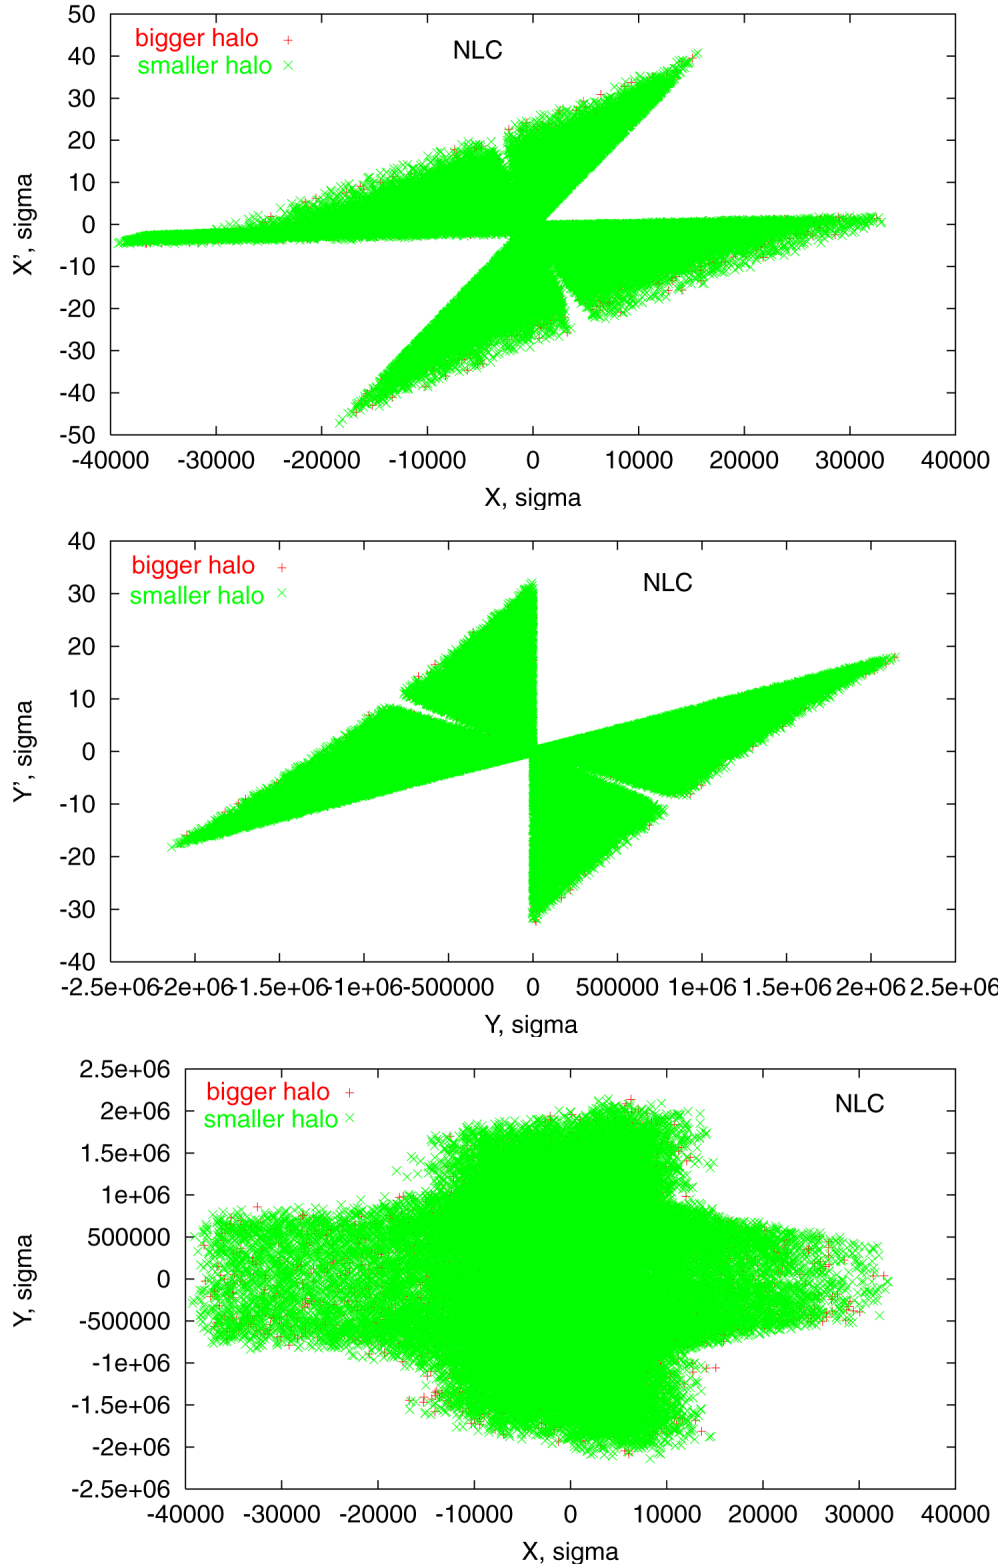 50
40
30
20
10
0
-10
-20
-30
-40
-50
X', sigma
bigger halo
smaller halo
NLC
-40000 -30000 -20000 -10000 0 10000 20000 30000 40000
X, sigma
40
30
20
10
0
-10
-20
-30
-40
Y', sigma
bigger halo
smaller halo
NLC
-2.5e+06 -2e+06 -1.5e+06 -1e+06 -500000 0 500000 1e+06 1.5e+06 2e+06 2.5e+06
Y, sigma
2.5e+06
2e+06
1.5e+06
1e+06
500000
0
-500000
-1e+06
-1.5e+06
-2e+06
-2.5e+06
Y, sigma
bigger halo
smaller halo
NLC
-40000 -30000 -20000 -10000 0 10000 20000 30000 40000
X, sigma